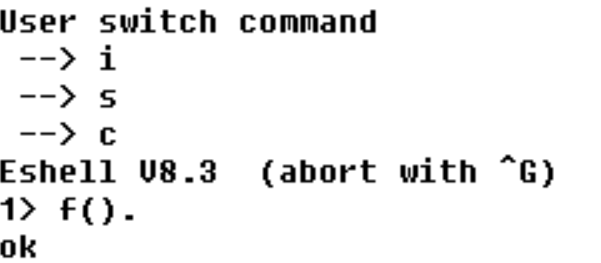 User switch command
 --> i
 --> s
 --> c
Eshell V8.3  (abort with ^G)
1> f().
ok